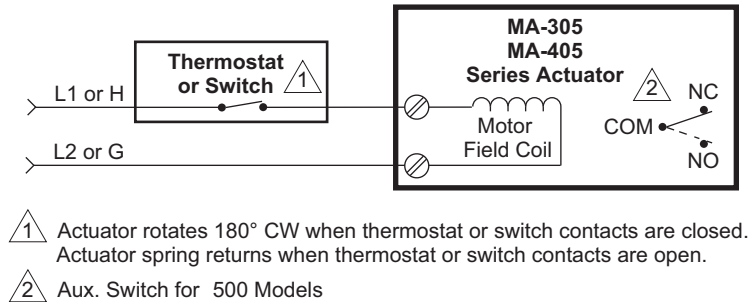 MA-305
MA-405
Series Actuator
Thermostat
or Switch
1
2
NC
L1 or H
COM
Motor
Field Coil
NO
L2 or G
1 Actuator rotates 180° CW when thermostat or switch contacts are closed.
Actuator spring returns when thermostat or switch contacts are open.
2 Aux. Switch for 500 Models